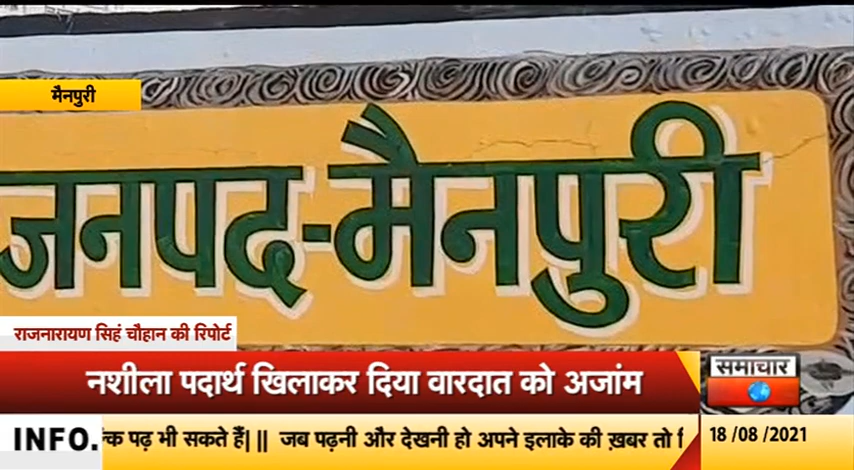 मैनपुरी
जनपद-मैनपुरी
राजनारायण सिहं चौहान की रिपोर्ट
नशीला पदार्थ खिलाकर दिया वारदात को अजांम
समाचार
INFO. पढ़ भी सकते हैं| || जब पढ़नी और देखनी हो अपने इलाके की ख़बर तो
18 /08 /2021